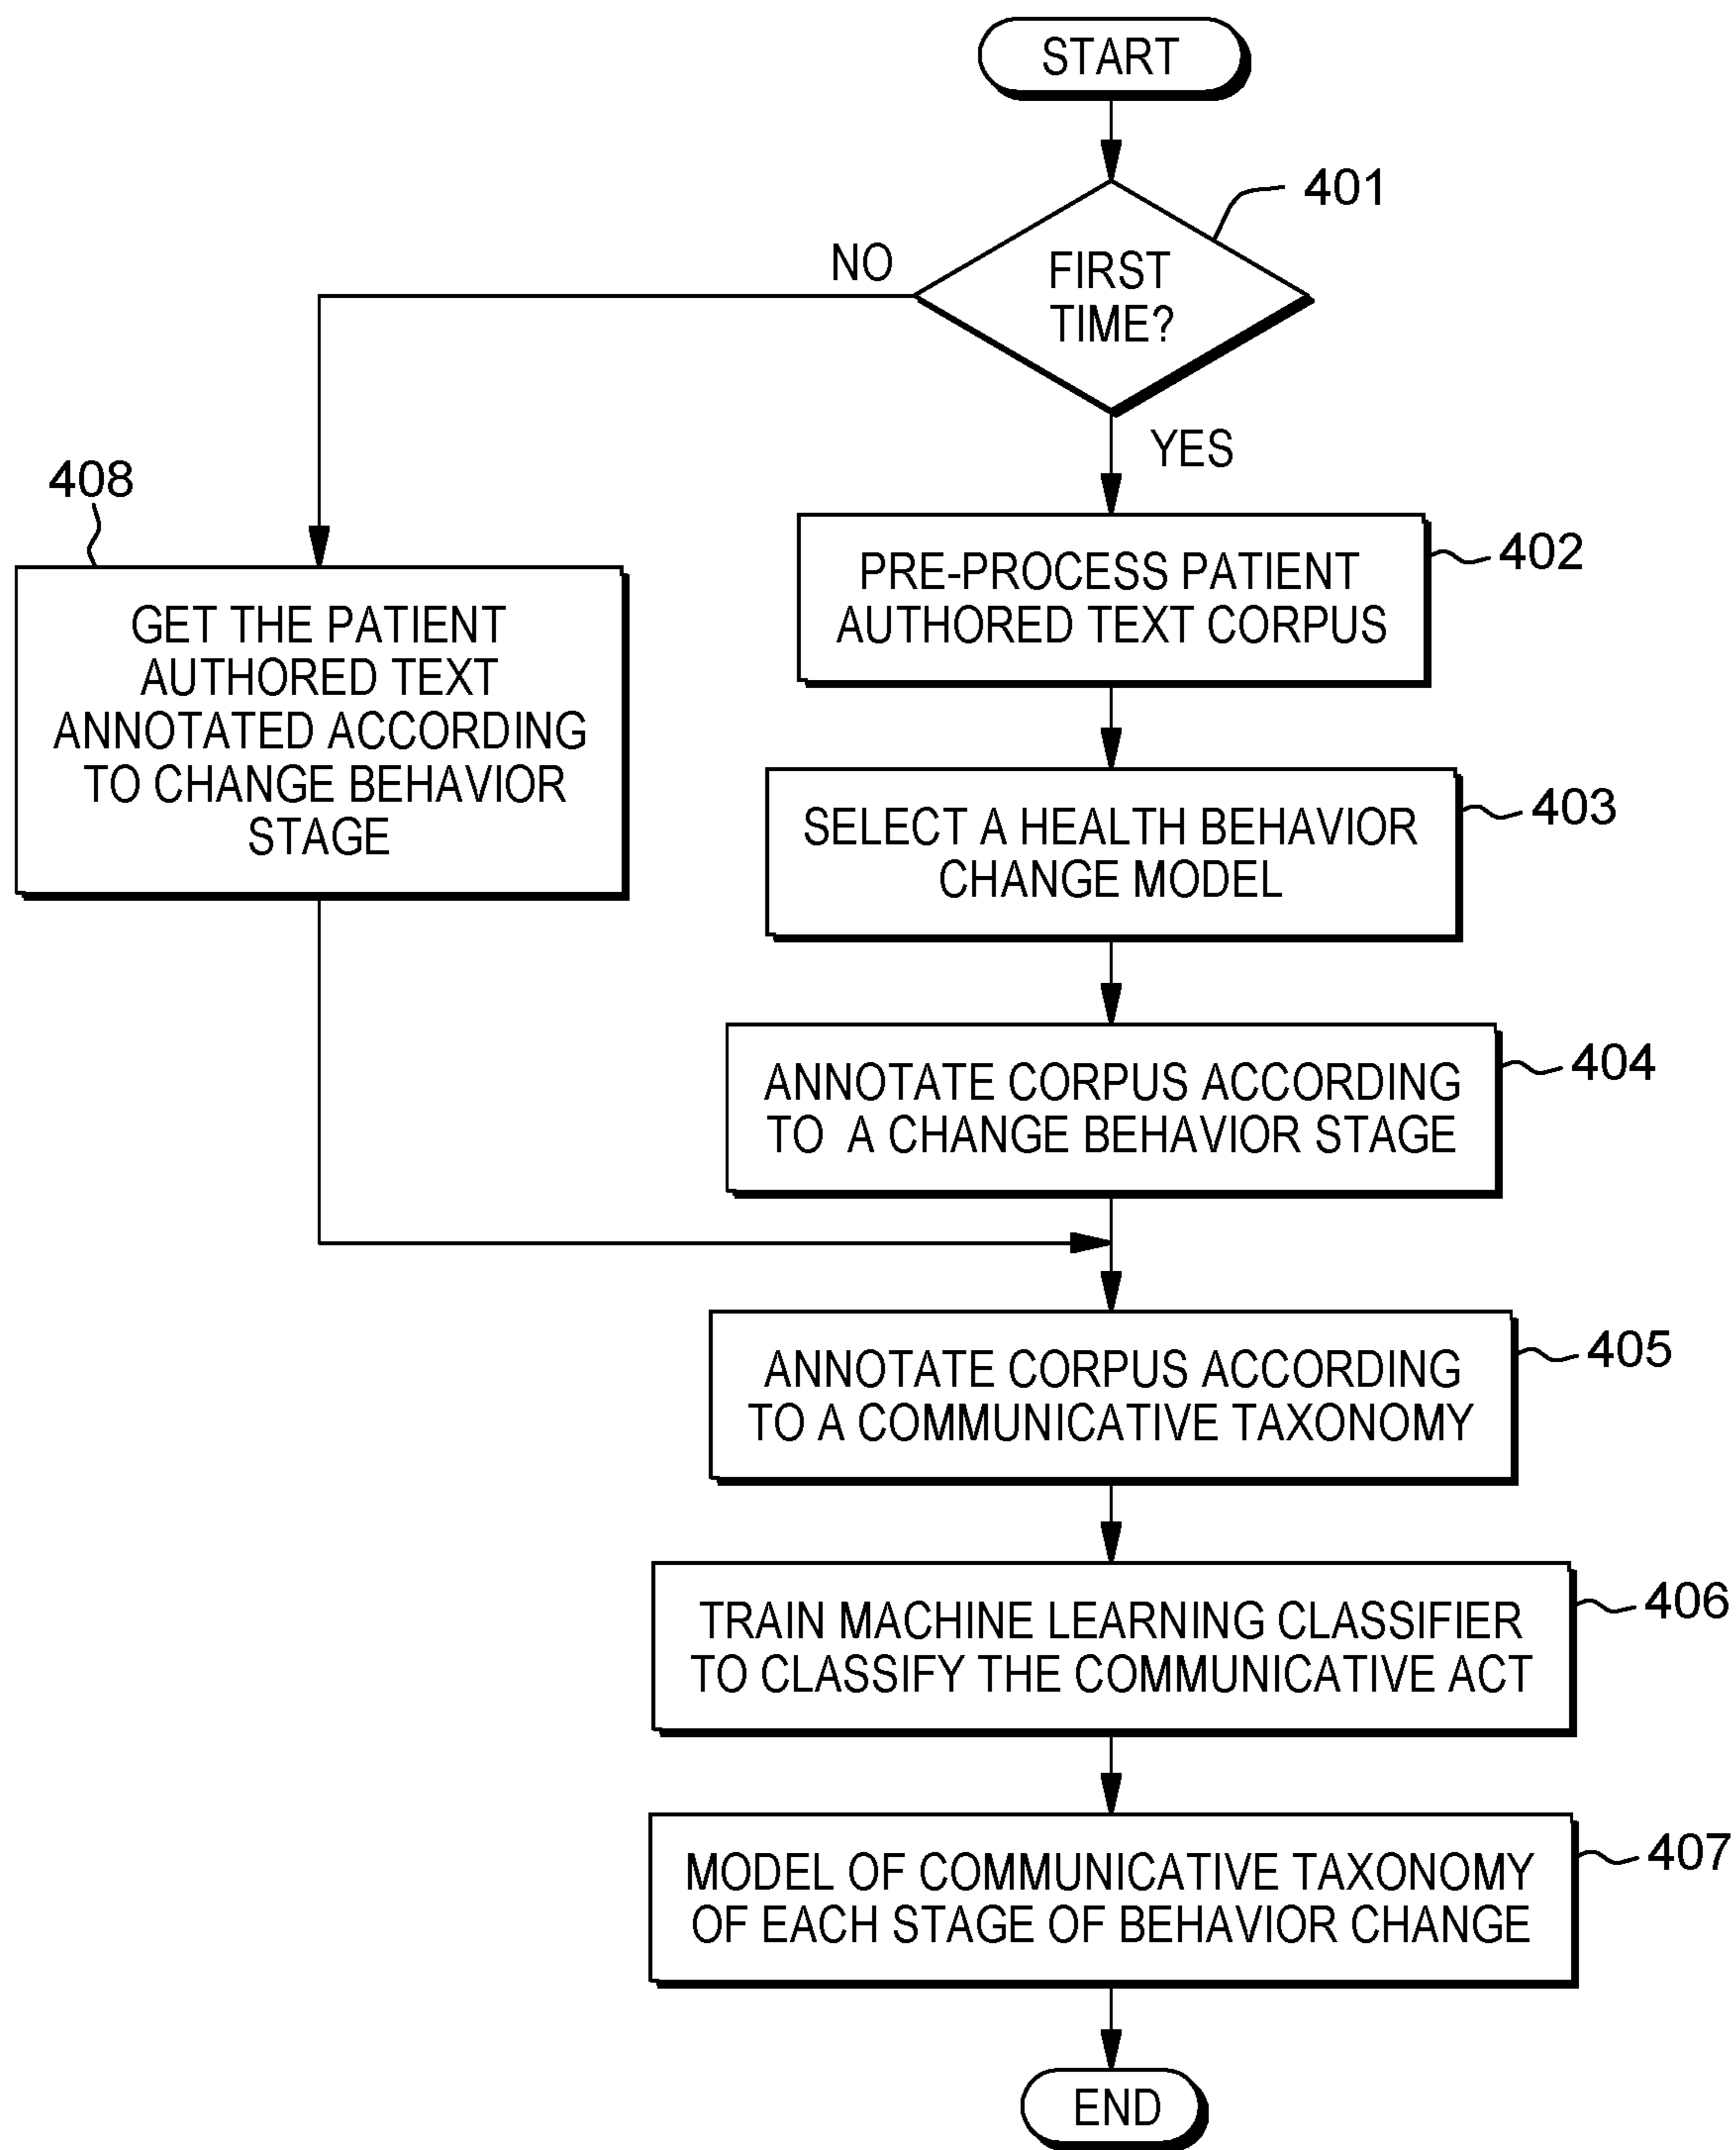 START
401
FIRST
TIME?
NO
YES
408
GET THE PATIENT
AUTHORED TEXT
ANNOTATED ACCORDING
TO CHANGE BEHAVIOR
STAGE
402
PRE-PROCESS PATIENT
AUTHORED TEXT CORPUS
403
SELECT A HEALTH BEHAVIOR
CHANGE MODEL
404
ANNOTATE CORPUS ACCORDING
TO A CHANGE BEHAVIOR STAGE
405
ANNOTATE CORPUS ACCORDING
TO A COMMUNICATIVE TAXONOMY
406
TRAIN MACHINE LEARNING CLASSIFIER
TO CLASSIFY THE COMMUNICATIVE ACT
407
MODEL OF COMMUNICATIVE TAXONOMY
OF EACH STAGE OF BEHAVIOR CHANGE
END